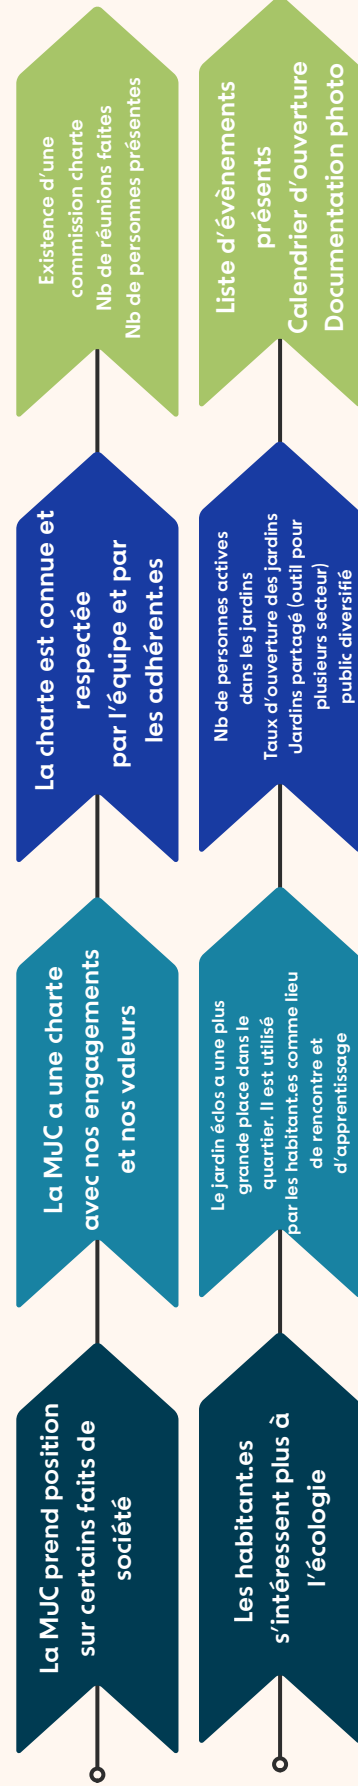 La MJC prend position
sur certains faits de
société
La MJC a une charte
avec nos engagements
et nos valeurs
La charte est connue et
respectée
par l'équipe et par
les adhérent.es
Existence d'une
commission charte
Nb de réunions faites
Nb de personnes présentes
Les habitant.es
s'intéressent plus à
l'écologie
Le jardin éclos a une plus
grande place dans le
quartier. Il est utilisé
par les habitant.es comme lieu
de rencontre et
d'apprentissage
Nb de personnes actives
dans les jardins
Taux d'ouverture des jardins
Jardins partagé (outil pour
plusieurs secteur)
public diversifié
Liste d'évènements
présents
Calendrier d'ouverture
Documentation photo